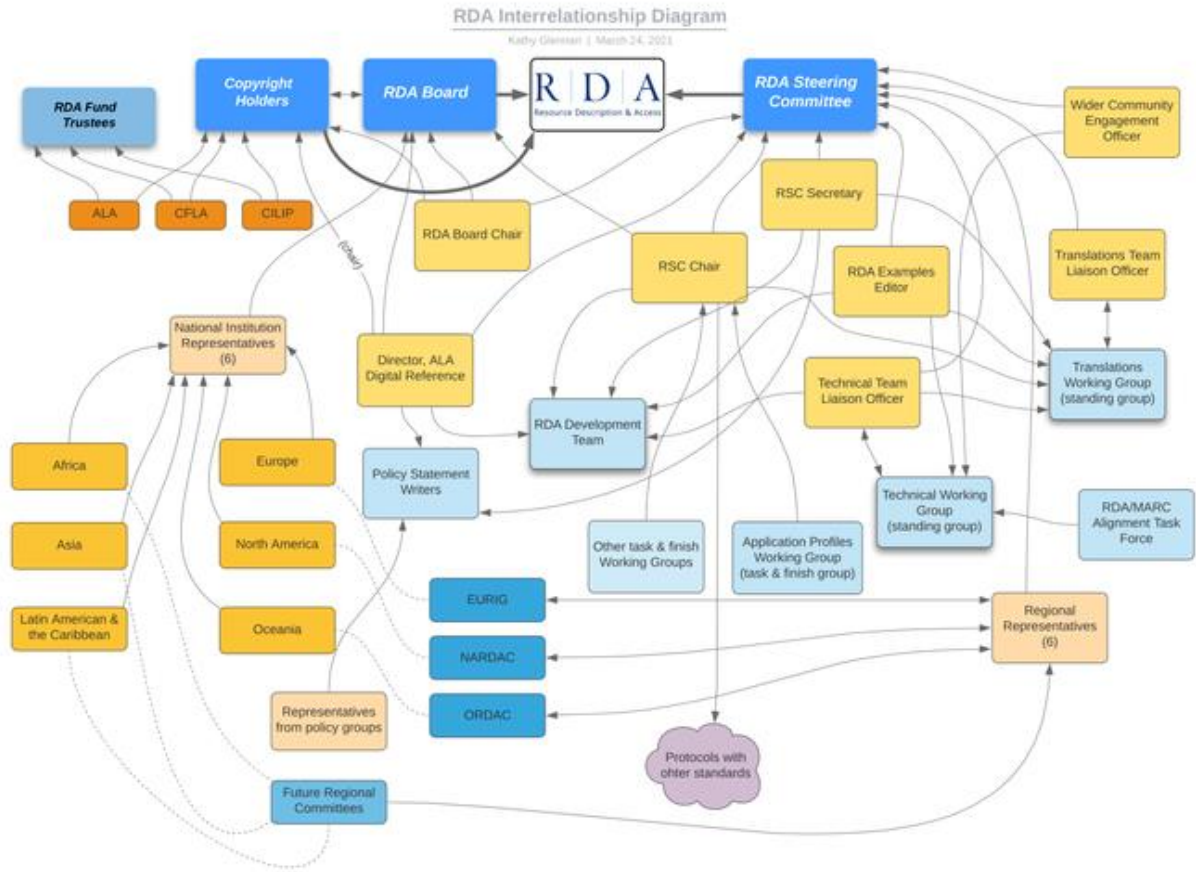 RDA Interrelationship Diagram
Kathy Glennan | March 24, 2021
RDA Fund
Trustees
Copyright
Holders
RDA Board
R D A
Resource Description & Access
RDA Steering
Committee
Wider Community
Engagement
Officer
ALA
CFLA
CILIP
(chair)
RDA Board Chair
RSC Secretary
RSC Chair
RDA Examples
Editor
Translations Team
Liaison Officer
National Institution
Representatives
(6)
Director, ALA
Digital Reference
Technical Team
Liaison Officer
Translations
Working Group
(standing group)
RDA Development
Team
Africa
Europe
Policy Statement
Writers
Technical Working
Group
(standing group)
RDA/MARC
Alignment Task
Force
Asia
North America
Other task & finish
Working Groups
Application Profiles
Working Group
(task & finish group)
Latin American &
the Caribbean
Oceania
EURIG
NARDAC
ORDAC
Regional
Representatives
(6)
Representatives
from policy groups
Protocols with
ohter standards
Future Regional
Committees